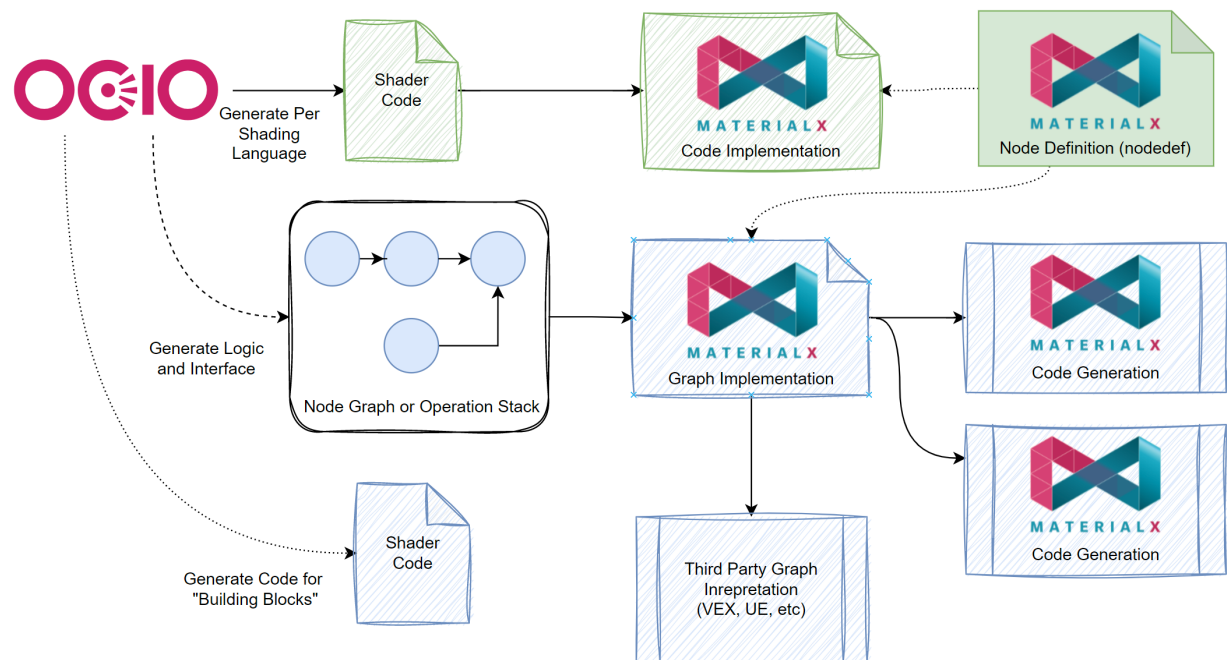 OCIO
Generate Per
Shading
Language
Shader
Code
MATERIALX
Code Implementation
MATERIALX
Node Definition (nodedef)
Generate Logic
and Interface
Node Graph or Operation Stack
MATERIALX
Graph Implementation
MATERIALX
Code Generation
MATERIALX
Code Generation
Generate Code for
"Building Blocks"
Shader
Code
Third Party Graph
Inrepretation
(VEX, UE, etc)